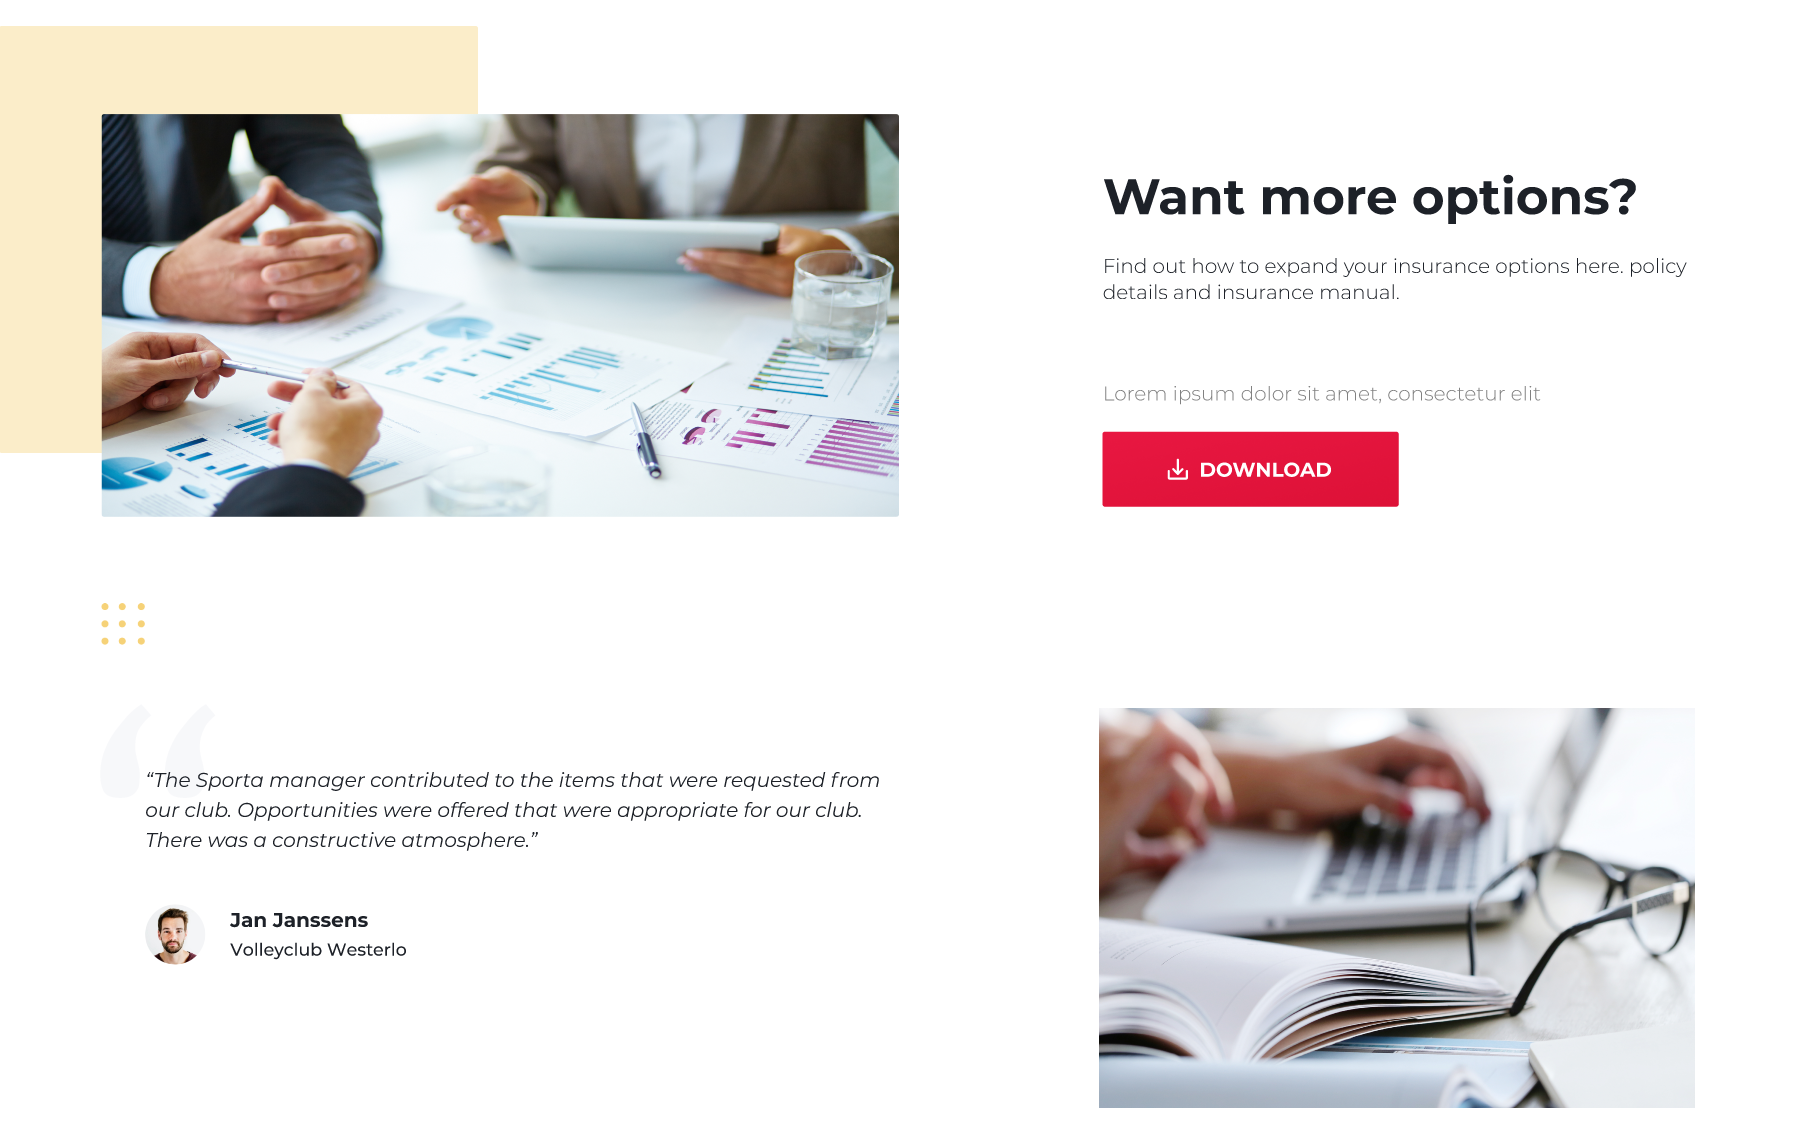 Want more options?
Find out how to expand your insurance options here. policy
details and insurance manual.
Lorem ipsum dolor sit amet, consectetur elit
DOWNLOAD
“The Sporta manager contributed to the items that were requested from
our club. Opportunities were offered that were appropriate for our club.
There was a constructive atmosphere.”
Jan Janssens
Volleyclub Westerlo